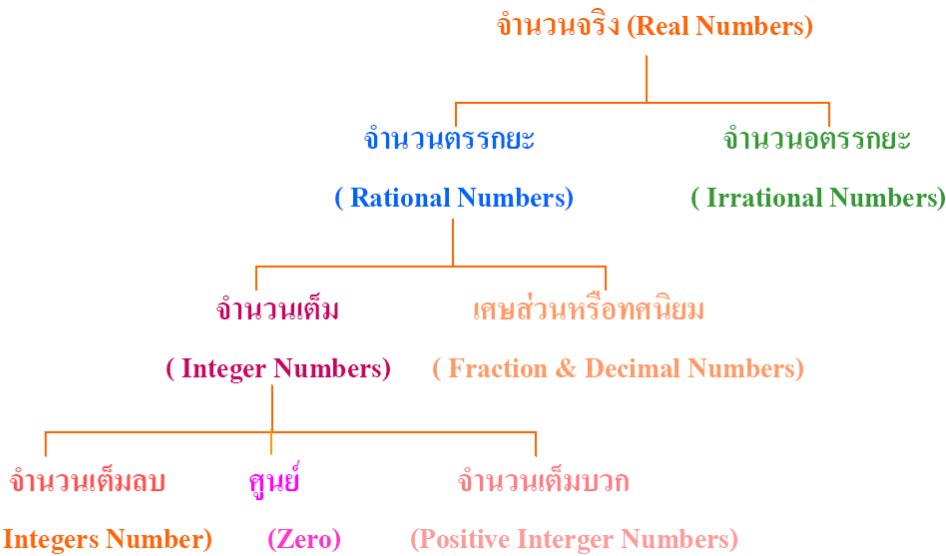 จำนวนจริง (Real Numbers)
จำนวนตรรกยะ จำนวนอตรรกยะ
( Rational Numbers) ( Irrational Numbers)
จำนวนเต็ม เศษส่วนหรือทศนิยม
( Integer Numbers) ( Fraction & Decimal Numbers)
จำนวนเต็มลบ ศูนย์ จำนวนเต็มบวก
Integers Number) (Zero) (Positive Interger Numbers)